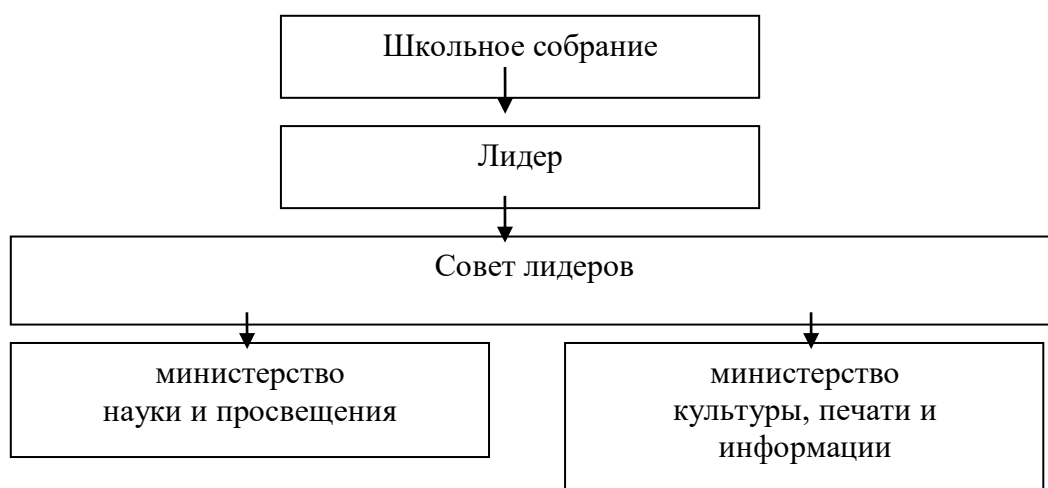 Школьное собрание
Лидер
Совет лидеров
министерство
науки и просвещения
министерство
культуры, печати и
информации